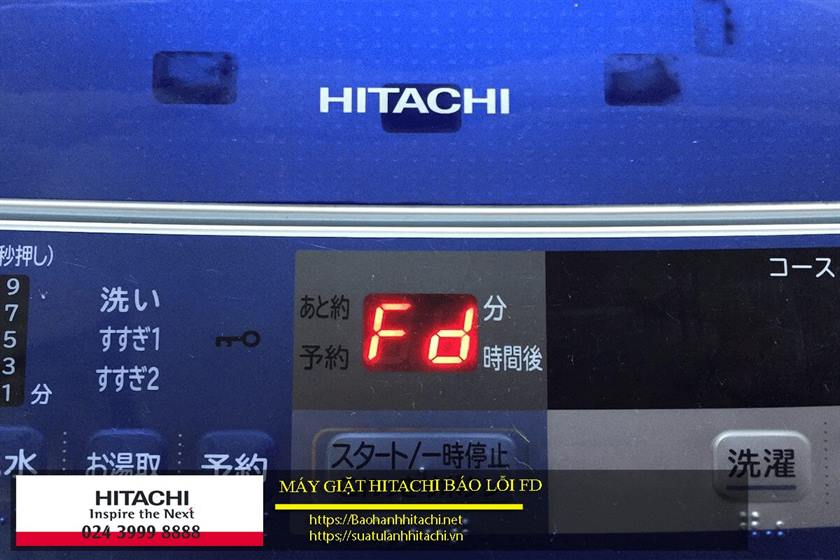 HITACHI
秒押し)
コース
9
7
5
3
1 分
洗い
すすぎ1
すすぎ2
あと約
Fd
分
予約
時間後
水
お湯取
予約
スタート/一時停止
洗濯
HITACHI
Inspire the Next
024 3999 8888
MÁY GIẶT HITACHI BÁO LỖI FD
https://Baohanhhitachi.net
https://suatulanhhitachi.vn